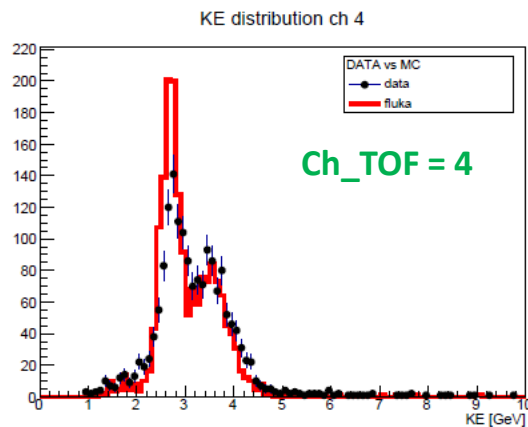 KE distribution ch 4
DATA vs MC
data
fluka
Ch_TOF = 4
220
200
180
160
140
120
100
80
60
40
20
0
0 1 2 3 4 5 6 7 8 9 10
KE [GeV]